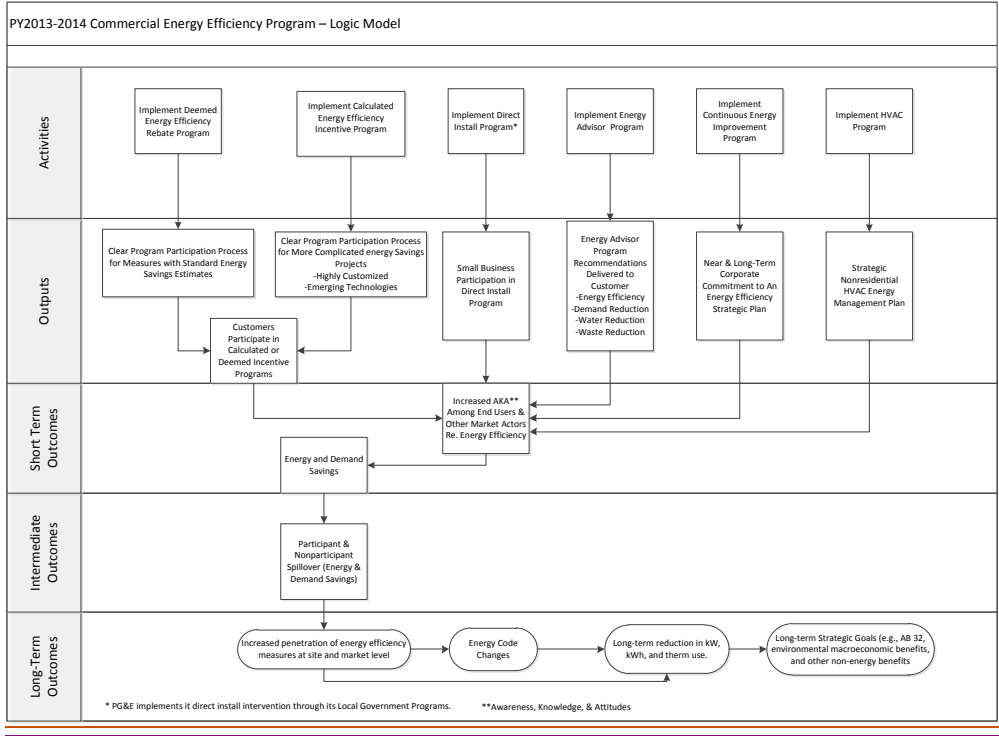 PY2013-2014 Commercial Energy Efficiency Program – Logic Model
Activities
Implement Deemed
Energy Efficiency
Rebate Program
Implement Calculated
Energy Efficiency
Incentive Program
Implement Direct
Install Program*
Implement Energy
Advisor Program
Implement
Continuous Energy
Improvement
Program
Implement HVAC
Program
Outputs
Clear Program Participation Process
for Measures with Standard Energy
Savings Estimates
Clear Program Participation Process
for More Complicated energy Savings
Projects
-Highly Customized
-Emerging Technologies
Small Business
Participation in
Direct Install
Program
Energy Advisor
Program
Recommendations
Delivered to
Customer
-Energy Efficiency
-Demand Reduction
-Water Reduction
-Waste Reduction
Near & Long-Term
Corporate
Commitment to An
Energy Efficiency
Strategic Plan
Strategic
Nonresidential
HVAC Energy
Management Plan
Customers
Participate in
Calculated or
Deemed Incentive
Programs
Short Term
Outcomes
Increased AKA**
Among End Users &
Other Market Actors
Re. Energy Efficiency
Energy and Demand
Savings
Intermediate
Outcomes
Participant &
Nonparticipant
Spillover (Energy &
Demand Savings)
Long-Term
Outcomes
Increased penetration of energy efficiency
measures at site and market level
Energy Code
Changes
Long-term reduction in kW,
kWh, and therm use.
Long-term Strategic Goals (e.g., AB 32,
environmental macroeconomic benefits,
and other non-energy benefits
* PG&E implements it direct install intervention through its Local Government Programs.
**Awareness, Knowledge, & Attitudes